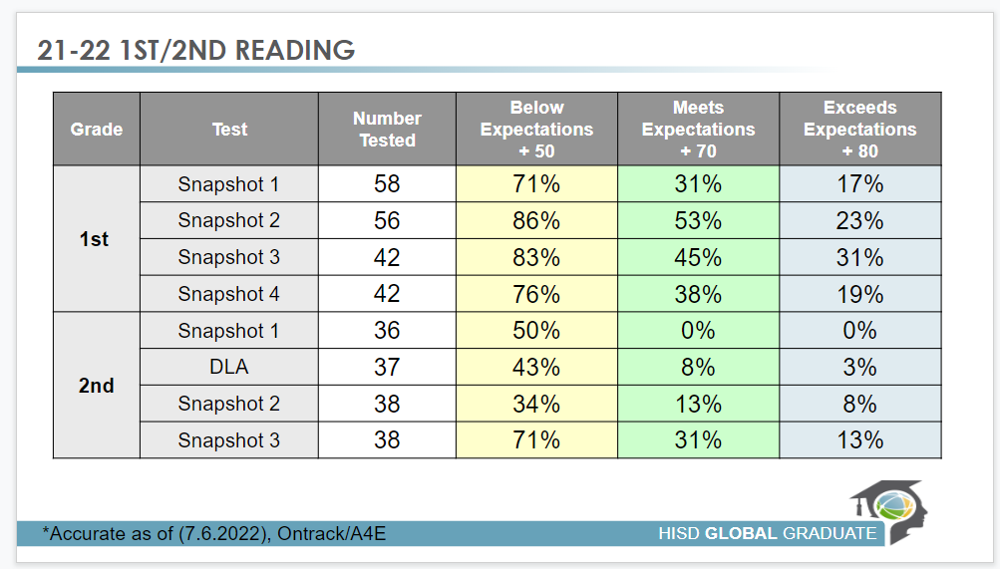 21-22 1ST/2ND READING
Grade Test Number Tested Below Expectations + 50 Meets Expectations + 70 Exceeds Expectations + 80
1st
Snapshot 1 58 71% 31% 17%
Snapshot 2 56 86% 53% 23%
Snapshot 3 42 83% 45% 31%
Snapshot 4 42 76% 38% 19%
2nd
Snapshot 1 36 50% 0% 0%
DLA 37 43% 8% 3%
Snapshot 2 38 34% 13% 8%
Snapshot 3 38 71% 31% 13%
*Accurate as of (7.6.2022), Ontrack/A4E
HISD GLOBAL GRADUATE